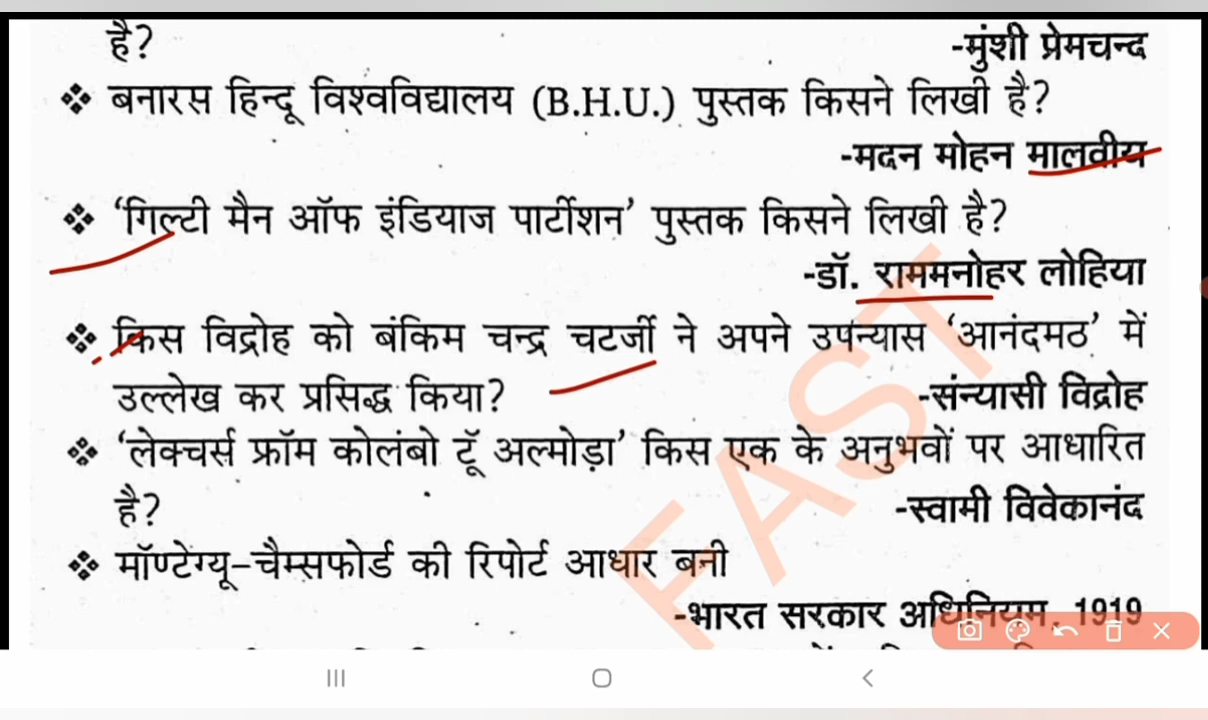 है?
-मुंशी प्रेमचन्द
❖ बनारस हिन्दू विश्वविद्यालय (B.H.U.) पुस्तक किसने लिखी है?
-मदन मोहन मालवीय
❖ ‘गिल्टी मैन ऑफ इंडियाज पार्टीशन’ पुस्तक किसने लिखी है?
-डॉ. राममनोहर लोहिया
❖ किस विद्रोह को बंकिम चन्द्र चटर्जी ने अपने उपन्यास ‘आनंदमठ’ में
उल्लेख कर प्रसिद्ध किया?
-संन्यासी विद्रोह
❖ ‘लेक्चर्स फ्रॉम कोलंबो टॅू अल्मोड़ा’ किस एक के अनुभवों पर आधारित
है?
-स्वामी विवेकानंद
❖ मॉण्टेग्यू-चैम्सफोर्ड की रिपोर्ट आधार बनी
-भारत सरकार अधिनियम, 1919
FAST